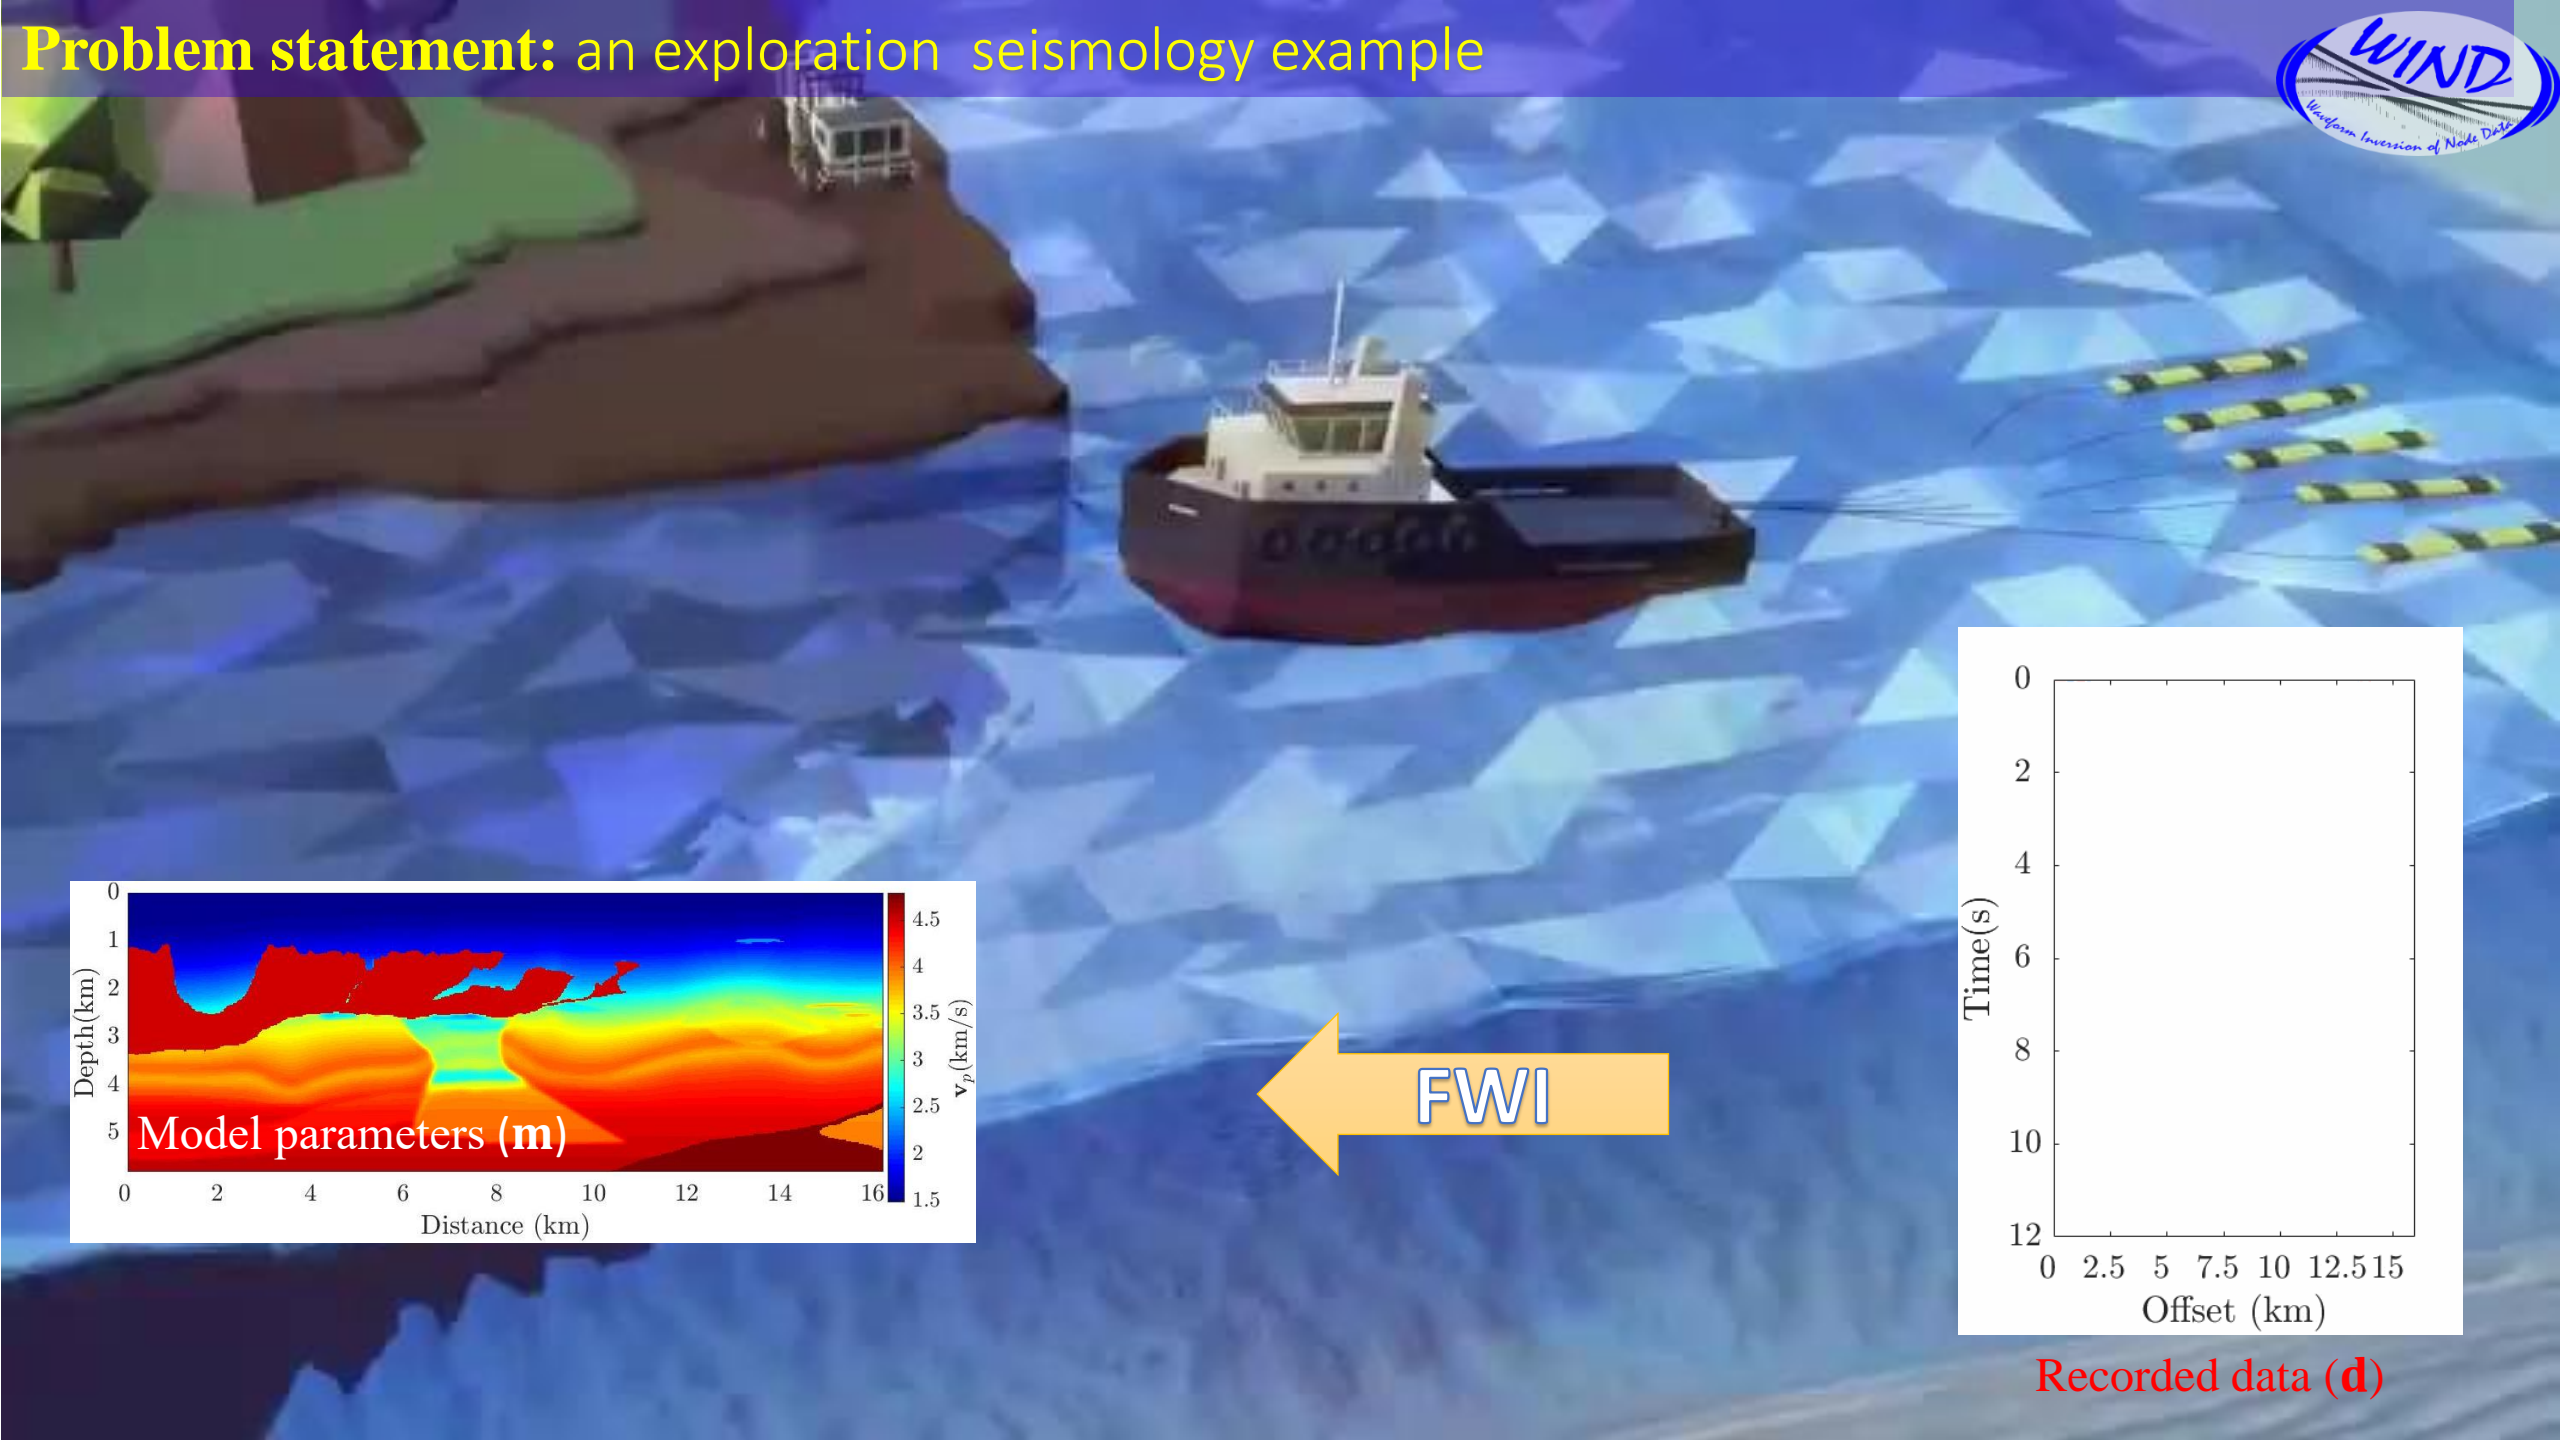 Problem statement: an exploration seismology example
WIND
Waveform Inversion of Node Data
0
2
4
6
8
10
12
Time(s)
0 2.5 5 7.5 10 12.5 15
Offset (km)
Recorded data (d)
FWI
0
1
2
3
4
5
Depth(km)
Model parameters (m)
0 2 4 6 8 10 12 14 16
Distance (km)
4.5
4
3.5
3
2.5
2
1.5
vp(km/s)